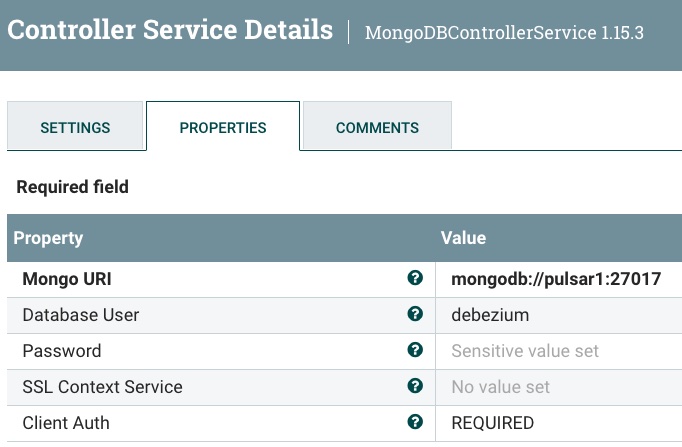 Controller Service Details | MongoDBControllerService 1.15.3
SETTINGS PROPERTIES COMMENTS
Required field
Property Value
Mongo URI ? mongodb://pulsar1:27017
Database User ? debezium
Password ? Sensitive value set
SSL Context Service ? No value set
Client Auth ? REQUIRED